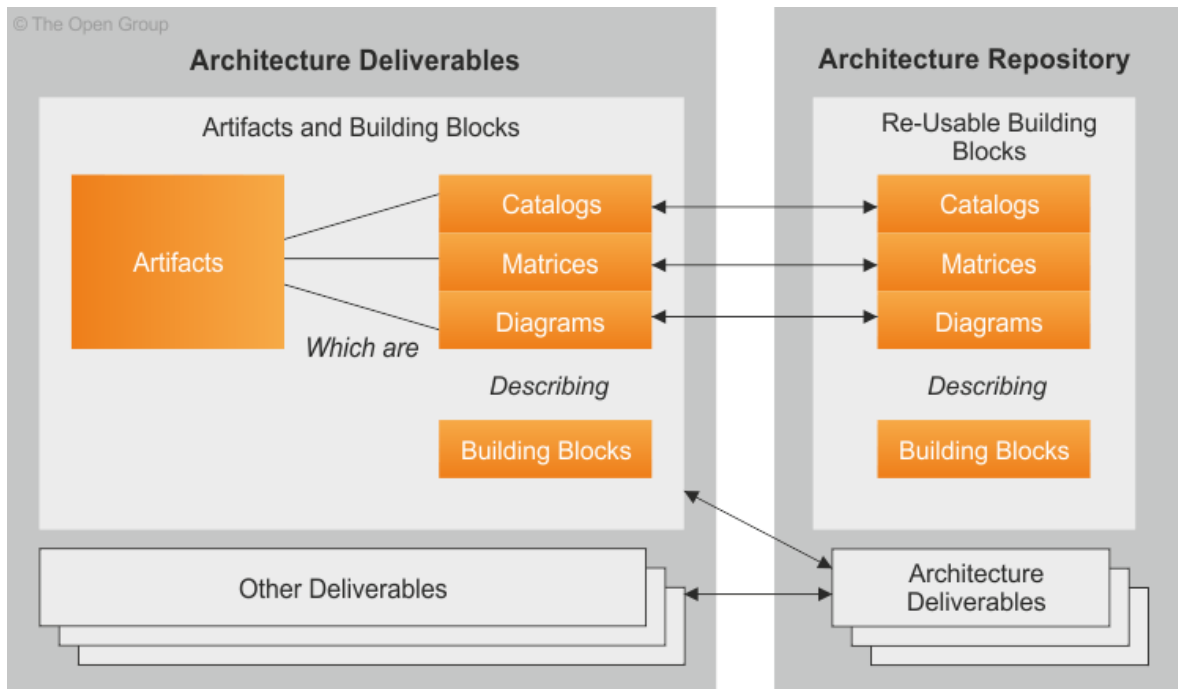 © The Open Group
Architecture Deliverables
Artifacts and Building Blocks
Artifacts
Which are
Catalogs
Matrices
Diagrams
Describing
Building Blocks
Other Deliverables
Architecture Repository
Re-Usable Building
Blocks
Catalogs
Matrices
Diagrams
Describing
Building Blocks
Architecture
Deliverables